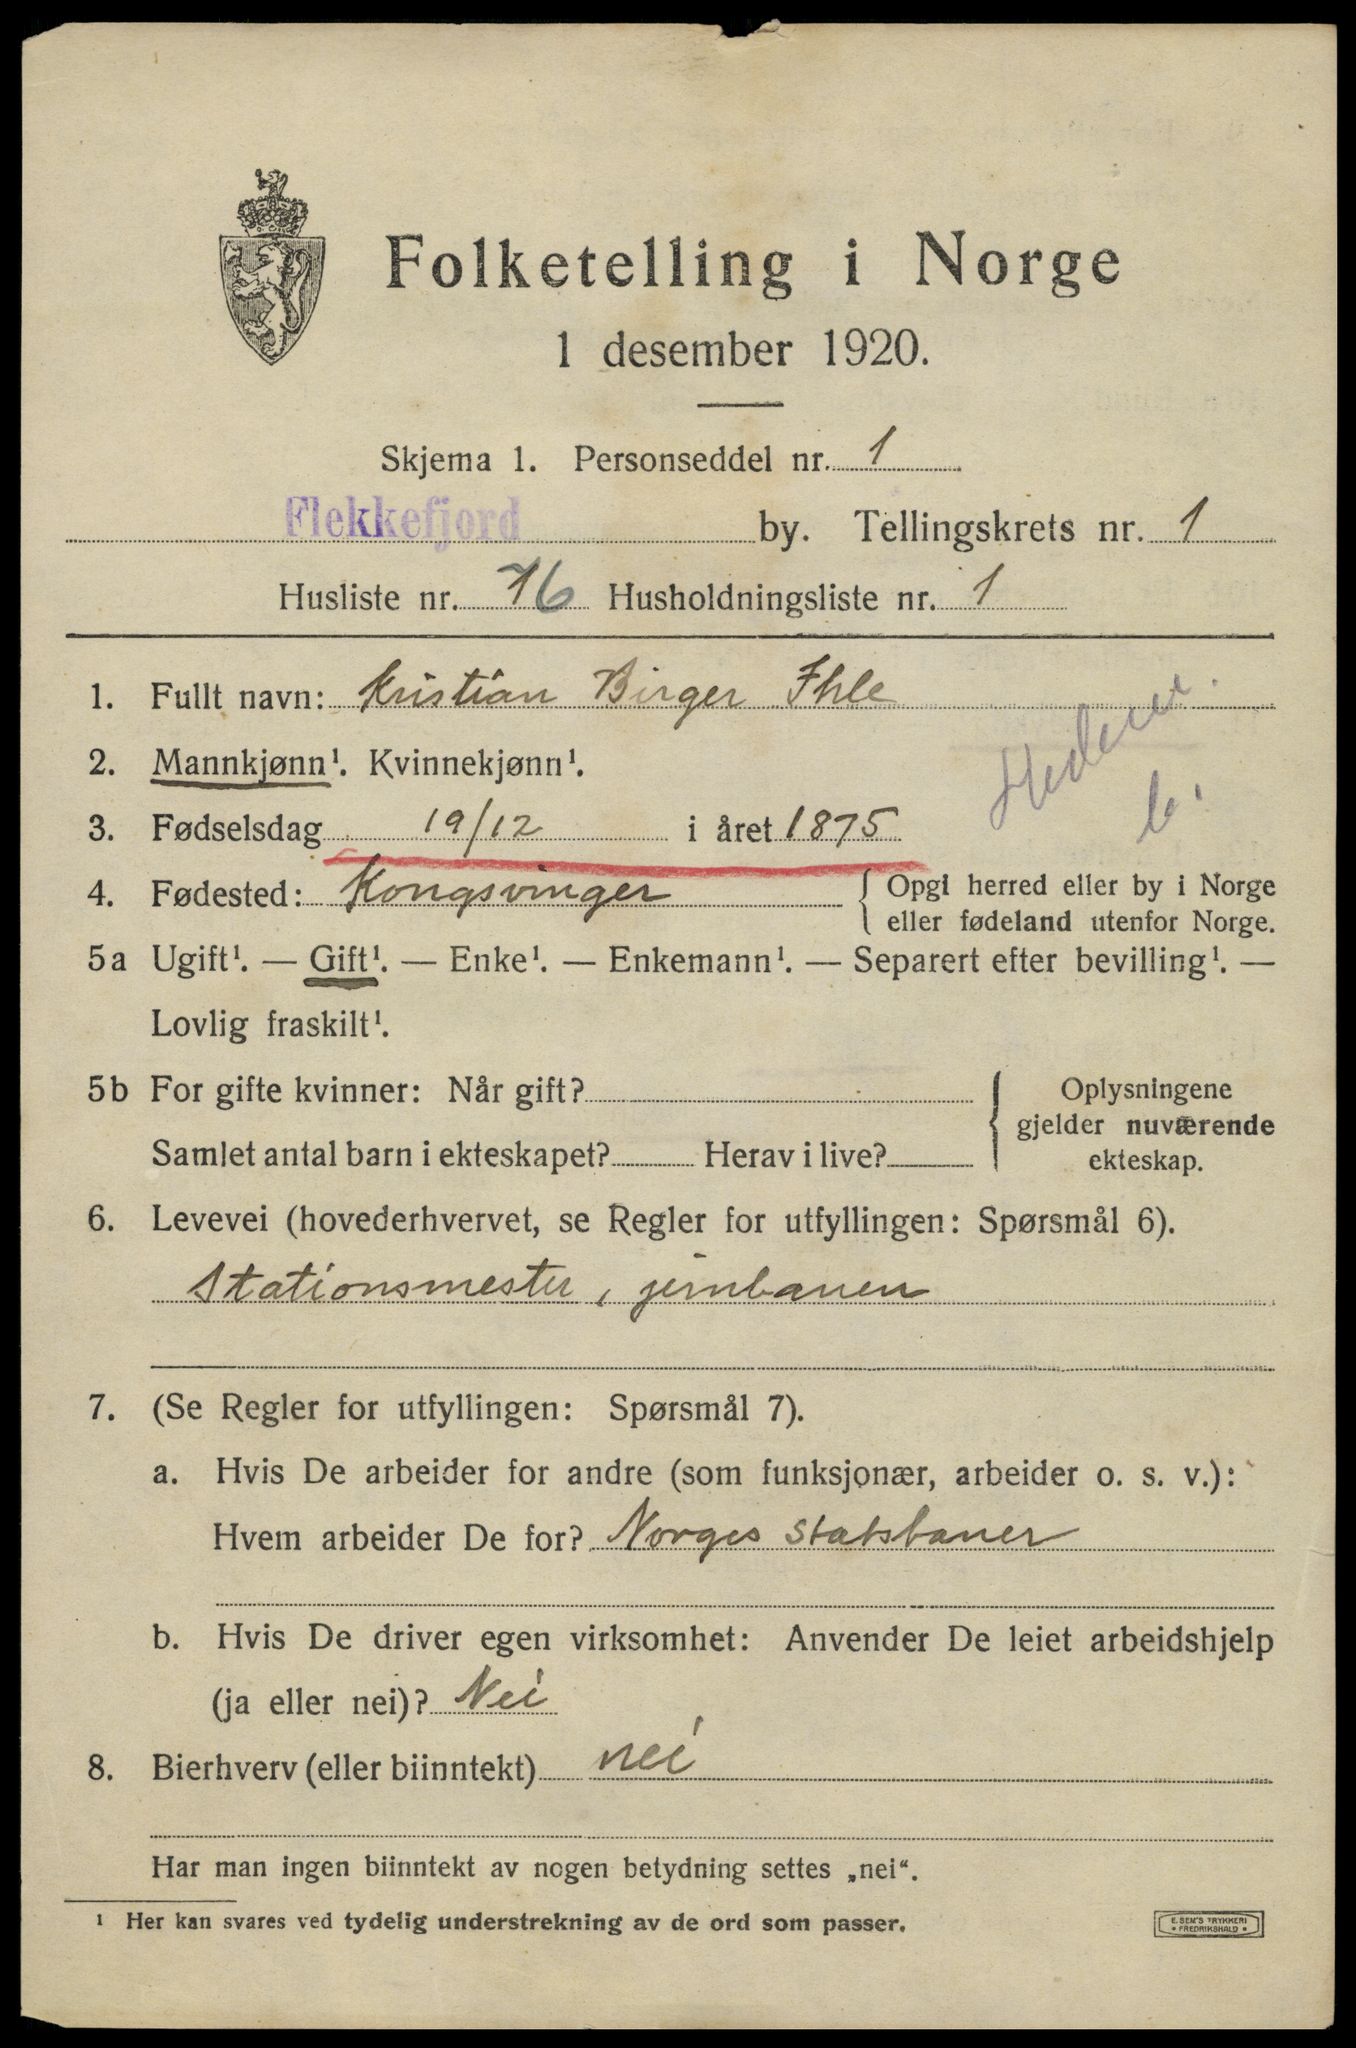 Folketelling i Norge
1 desember 1920.
Skjema 1. Personseddel nr. 1
Flekkefjord by. Tellingskrets nr. 1
Husliste nr. 76 Husholdningsliste nr. 1
1. Fullt navn: Kristian Birger Ihle
2. Mannkjønn¹. Kvinnekjønn¹.
3. Fødselsdag 19/12 i året 1875
4. Fødested: Kongsvinger { Opgi herred eller by i Norge
eller fødeland utenfor Norge.
5a Ugift¹. — Gift¹. — Enke¹. — Enkemann¹. — Separert efter bevilling¹. —
Lovlig fraskilt¹.
5b For gifte kvinner: Når gift? { Oplysningene
gjelder nuværende
Samlet antal barn i ekteskapet? Herav i live? ekteskap.
6. Levevei (hovederhvervet, se Regler for utfyllingen: Spørsmål 6).
Stationsmester, jernbanen
7. (Se Regler for utfyllingen: Spørsmål 7).
a. Hvis De arbeider for andre (som funksjonær, arbeider o. s. v.):
Hvem arbeider De for? Norges statsbaner
b. Hvis De driver egen virksomhet: Anvender De leiet arbeidshjelp
(ja eller nei)? Nei
8. Bierhverv (eller biinntekt) nei
Har man ingen biinntekt av nogen betydning settes „nei“.
¹ Her kan svares ved tydelig understrekning av de ord som passer.
E. SEM'S TRYKKERI
• FREDRIKSHALD •